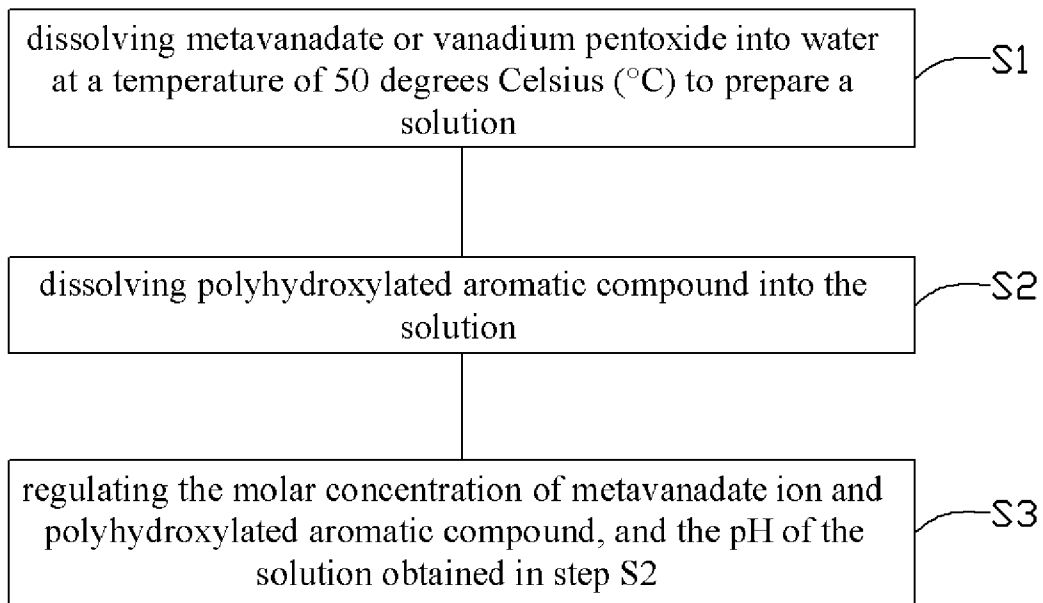 dissolving metavanadate or vanadium pentoxide into water
at a temperature of 50 degrees Celsius (°C) to prepare a
solution
S1
dissolving polyhydroxylated aromatic compound into the
solution
S2
regulating the molar concentration of metavanadate ion and
polyhydroxylated aromatic compound, and the pH of the
solution obtained in step S2
S3